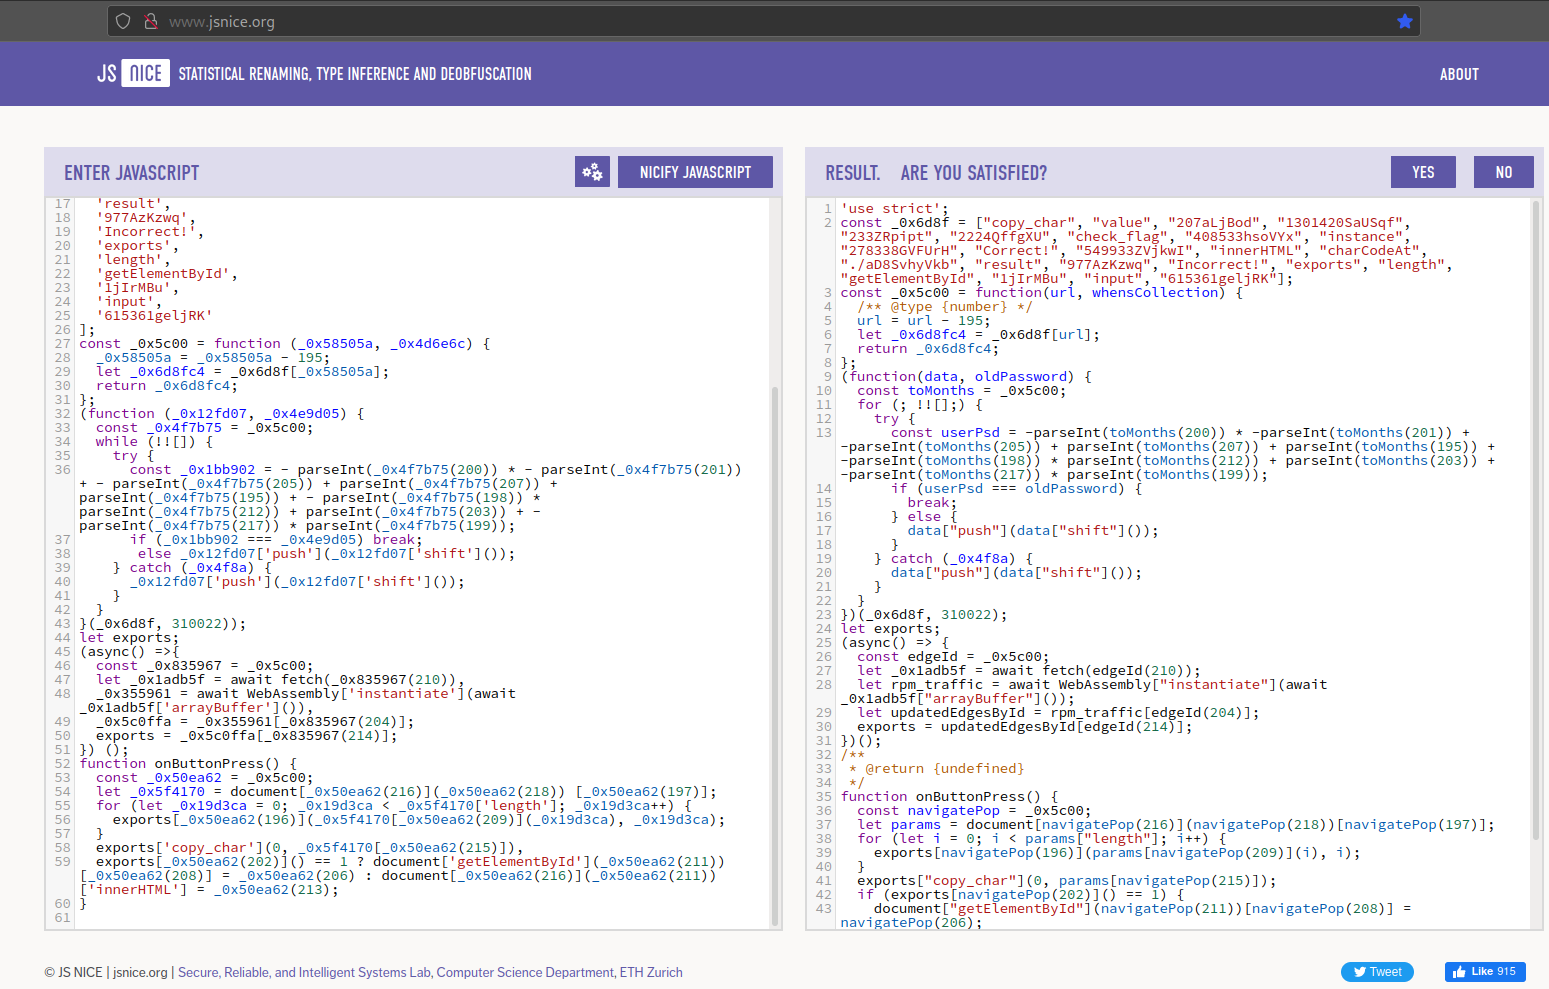 www.jsnice.org
JS NICE STATISTICAL RENAMING, TYPE INFERENCE AND DEOBFUSCATION
ABOUT
ENTER JAVASCRIPT
NICIFY JAVASCRIPT
17 'result',
18 '977AzKzwq',
19 'Incorrect!',
20 'exports',
21 'length',
22 'getElementById',
23 '1jIrMBu',
24 'input',
25 '615361geljRK'
26 ];
27 const _0x5c00 = function (_0x58505a, _0x4d6e6c) {
28 _0x58505a = _0x58505a - 195;
29 let _0x6d8fc4 = _0x6d8f[_0x58505a];
30 return _0x6d8fc4;
31 };
32 (function (_0x12fd07, _0x4e9d05) {
33 const _0x4f7b75 = _0x5c00;
34 while (!![]) {
35 try {
36 const _0x1bb902 = - parseInt(_0x4f7b75(200)) * - parseInt(_0x4f7b75(201))
+ - parseInt(_0x4f7b75(205)) + parseInt(_0x4f7b75(207)) +
parseInt(_0x4f7b75(195)) + - parseInt(_0x4f7b75(198)) *
parseInt(_0x4f7b75(212)) + parseInt(_0x4f7b75(203)) + -
parseInt(_0x4f7b75(217)) * parseInt(_0x4f7b75(199));
37 if (_0x1bb902 === _0x4e9d05) break;
38 else _0x12fd07['push'](_0x12fd07['shift']());
39 } catch (_0x4f8a) {
40 _0x12fd07['push'](_0x12fd07['shift']());
41 }
42 }
43 }(_0x6d8f, 310022));
44 let exports;
45 (async() =>{
46 const _0x835967 = _0x5c00;
47 let _0x1adb5f = await fetch(_0x835967(210)),
48 _0x355961 = await WebAssembly['instantiate'](await
_0x1adb5f['arrayBuffer']()),
49 _0x5c0ffa = _0x355961[_0x835967(204)];
50 exports = _0x5c0ffa[_0x835967(214)];
51 }) ();
52 function onButtonPress() {
53 const _0x50ea62 = _0x5c00;
54 let _0x5f4170 = document[_0x50ea62(216)](_0x50ea62(218)) [_0x50ea62(197)];
55 for (let _0x19d3ca = 0; _0x19d3ca < _0x5f4170['length']; _0x19d3ca++) {
56 exports[_0x50ea62(196)](_0x5f4170[_0x50ea62(209)](_0x19d3ca), _0x19d3ca);
57 }
58 exports['copy_char'](0, _0x5f4170[_0x50ea62(215)]),
59 exports[_0x50ea62(202)]() == 1 ? document['getElementById'](_0x50ea62(211))
[_0x50ea62(208)] = _0x50ea62(206) : document[_0x50ea62(216)](_0x50ea62(211))
['innerHTML'] = _0x50ea62(213);
60 }
61
RESULT. ARE YOU SATISFIED?
YES
NO
1 'use strict';
2 const _0x6d8f = ["copy_char", "value", "207aLjBod", "1301420SaUSqf",
"233ZRpipt", "2224QffgXU", "check_flag", "408533hsoVYx", "instance",
"278338GVFUrH", "Correct!", "549933ZVjkwI", "innerHTML", "charCodeAt",
"./aD8SvhyVkb", "result", "977AzKzwq", "Incorrect!", "exports", "length",
"getElementById", "1jIrMBu", "input", "615361geljRK"];
3 const _0x5c00 = function(url, whensCollection) {
4 /** @type {number} */
5 url = url - 195;
6 let _0x6d8fc4 = _0x6d8f[url];
7 return _0x6d8fc4;
8 };
9 (function(data, oldPassword) {
10 const toMonths = _0x5c00;
11 for (; !![];) {
12 try {
13 const userPsd = -parseInt(toMonths(200)) * -parseInt(toMonths(201)) +
-parseInt(toMonths(205)) + parseInt(toMonths(207)) + parseInt(toMonths(195)) +
-parseInt(toMonths(198)) * parseInt(toMonths(212)) + parseInt(toMonths(203)) +
-parseInt(toMonths(217)) * parseInt(toMonths(199));
14 if (userPsd === oldPassword) {
15 break;
16 } else {
17 data["push"](data["shift"]());
18 }
19 } catch (_0x4f8a) {
20 data["push"](data["shift"]());
21 }
22 }
23 })(_0x6d8f, 310022);
24 let exports;
25 (async() => {
26 const edgeId = _0x5c00;
27 let _0x1adb5f = await fetch(edgeId(210));
28 let rpm_traffic = await WebAssembly["instantiate"](await
_0x1adb5f["arrayBuffer"]());
29 let updatedEdgesById = rpm_traffic[edgeId(204)];
30 exports = updatedEdgesById[edgeId(214)];
31 })();
32 /**
33 * @return {undefined}
34 */
35 function onButtonPress() {
36 const navigatePop = _0x5c00;
37 let params = document[navigatePop(216)](navigatePop(218))[navigatePop(197)];
38 for (let i = 0; i < params["length"]; i++) {
39 exports[navigatePop(196)](params[navigatePop(209)](i), i);
40 }
41 exports["copy_char"](0, params[navigatePop(215)]);
42 if (exports[navigatePop(202)]() == 1) {
43 document["getElementById"](navigatePop(211))[navigatePop(208)] =
navigatePop(206);
© JS NICE | jsnice.org | Secure, Reliable, and Intelligent Systems Lab, Computer Science Department, ETH Zurich
Tweet
Like 915